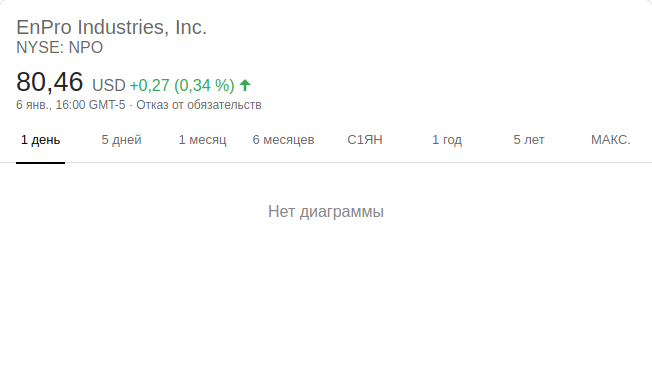 EnPro Industries, Inc.
NYSE: NPO
80,46 USD +0,27 (0,34 %)
6 янв., 16:00 GMT-5 · Отказ от обязательств
1 день 5 дней 1 месяц 6 месяцев С1ЯН 1 год 5 лет МАКС.
Нет диаграммы